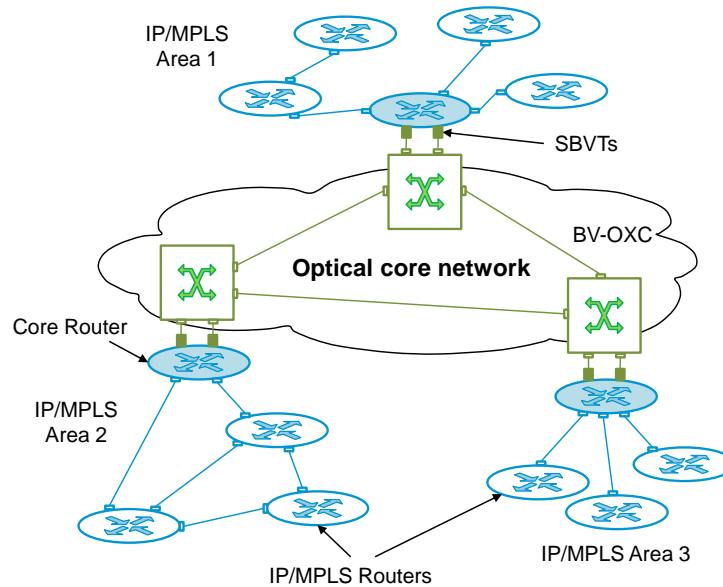 IP/MPLS
Area 1
SBVTs
BV-OXC
Optical core network
Core Router
IP/MPLS
Area 2
IP/MPLS Area 3
IP/MPLS Routers